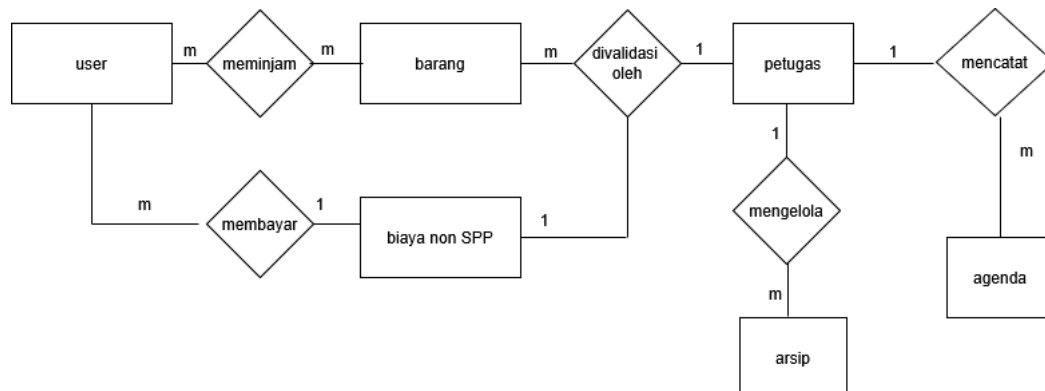 user
m
meminjam
m
barang
m
divalidasi
oleh
1
petugas
1
mencatat
m
membayar
1
biaya non SPP
1
1
mengelola
m
arsip
m
agenda